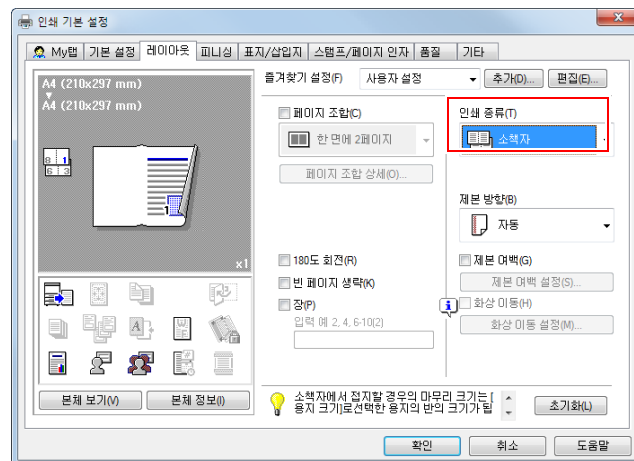 인쇄 기본 설정
My탭 기본 설정 레이아웃 피니싱 표지/삽입지 스탬프/페이지 인자 품질 기타
A4 (210x297 mm)
A4 (210x297 mm)
8 1
6 3
1
x1
즐겨찾기 설정(F) 사용자 설정 추가(D)... 편집(E)...
페이지 조합(C)
한 면에 2페이지
페이지 조합 상세(O)...
인쇄 종류(T)
소책자
제본 방향(B)
자동
180도 회전(R)
빈 페이지 생략(K)
장(P)
입력 예 2, 4, 6-10(2)
제본 여백(G)
제본 여백 설정(S)...
화상 이동(H)
화상 이동 설정(M)...
본체 보기(V) 본체 정보(I)
소책자에서 접지할 경우의 마무리 크기는 [
용지 크기]로선택한 용지의 반의 크기가 됩
초기화(L)
확인 취소 도움말